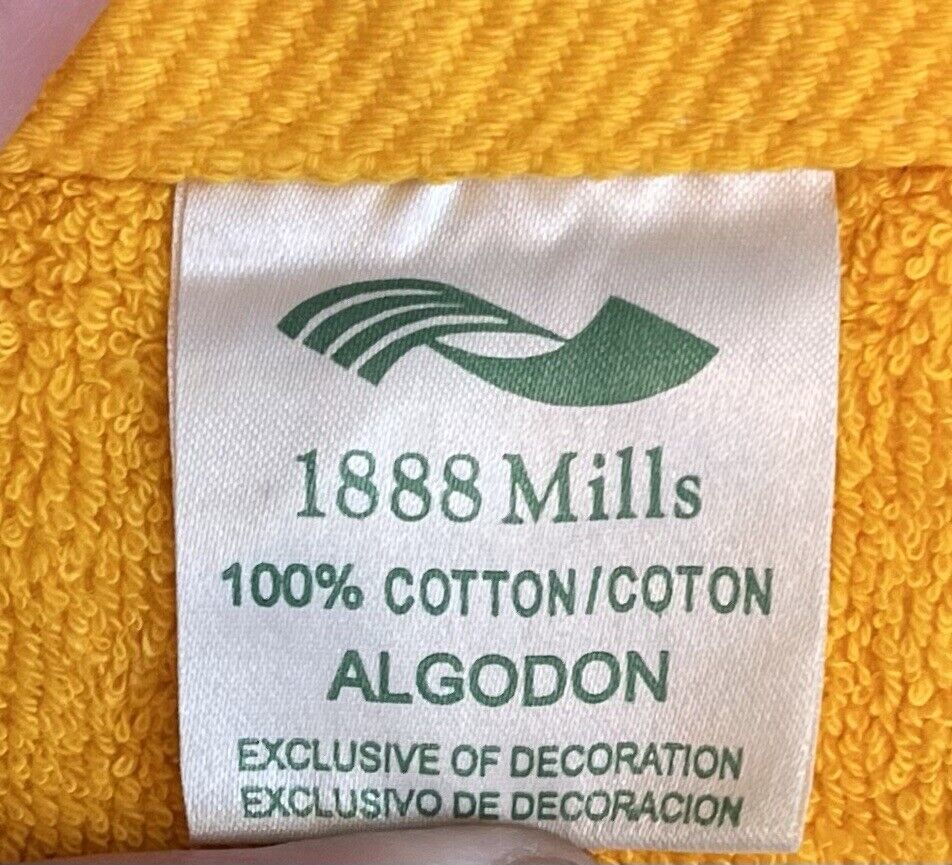 1888 Mills
100% COTTON/COTON
ALGODON
EXCLUSIVE OF DECORATION
EXCLUSIVO DE DECORACION